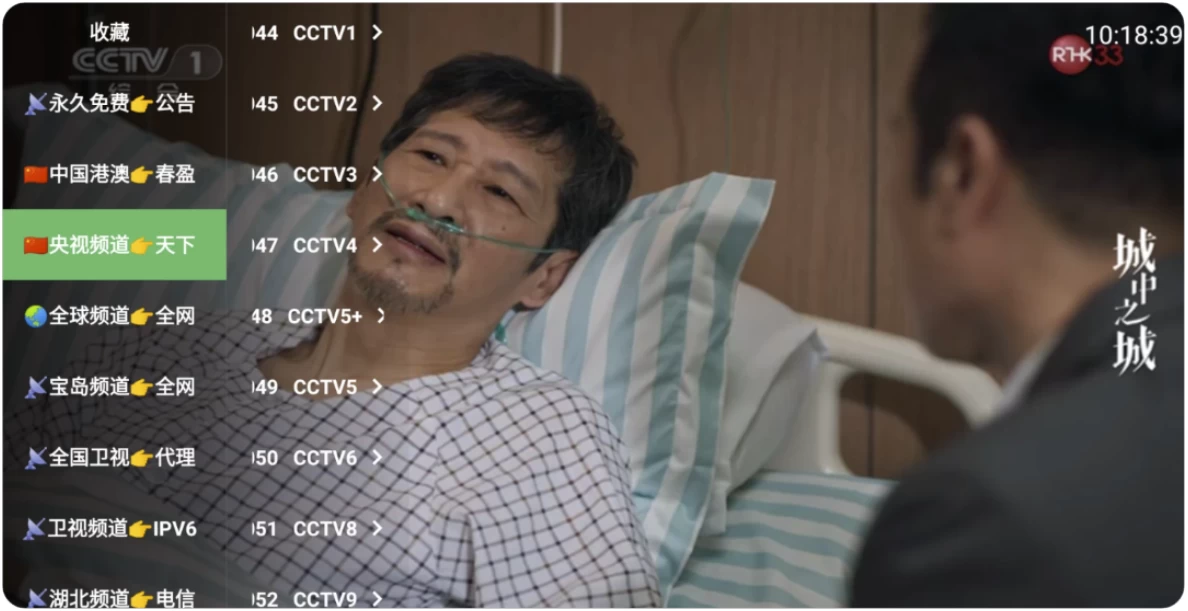 收藏
CCTV 1
综合
📡永久免费👉公告
🇨🇳中国港澳👉春盈
🇨🇳央视频道👉天下
🌏全球频道👉全网
📡宝岛频道👉全网
📡全国卫视👉代理
📡卫视频道👉IPV6
📡湖北频道👉电信
44 CCTV1 >
45 CCTV2 >
46 CCTV3 >
47 CCTV4 >
48 CCTV5+ >
49 CCTV5 >
50 CCTV6 >
51 CCTV8 >
52 CCTV9 >
10:18:39
RTHK 33
城中之城